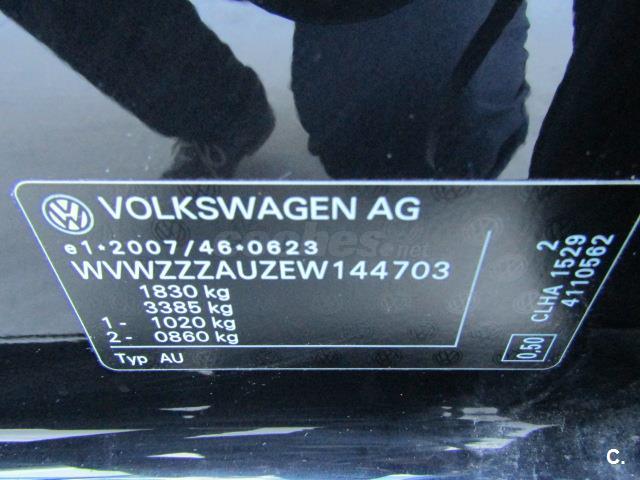 VOLKSWAGEN AG
e1*2007/46*0623
WVWZZZAUZEW144703
1830 kg
3385 kg
1- 1020 kg
2- 0860 kg
Typ AU
0,50
2
CLHA 1529
4110562
coches.net
C.